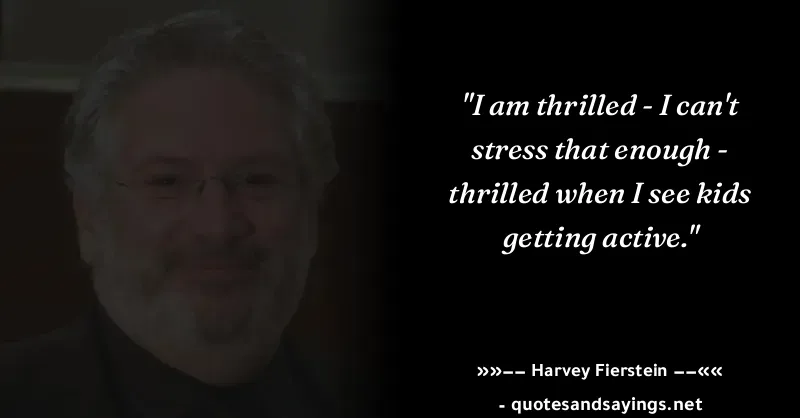 "I am thrilled - I can't
stress that enough -
thrilled when I see kids
getting active."
»»−− Harvey Fierstein −−««
- quotesandsayings.net